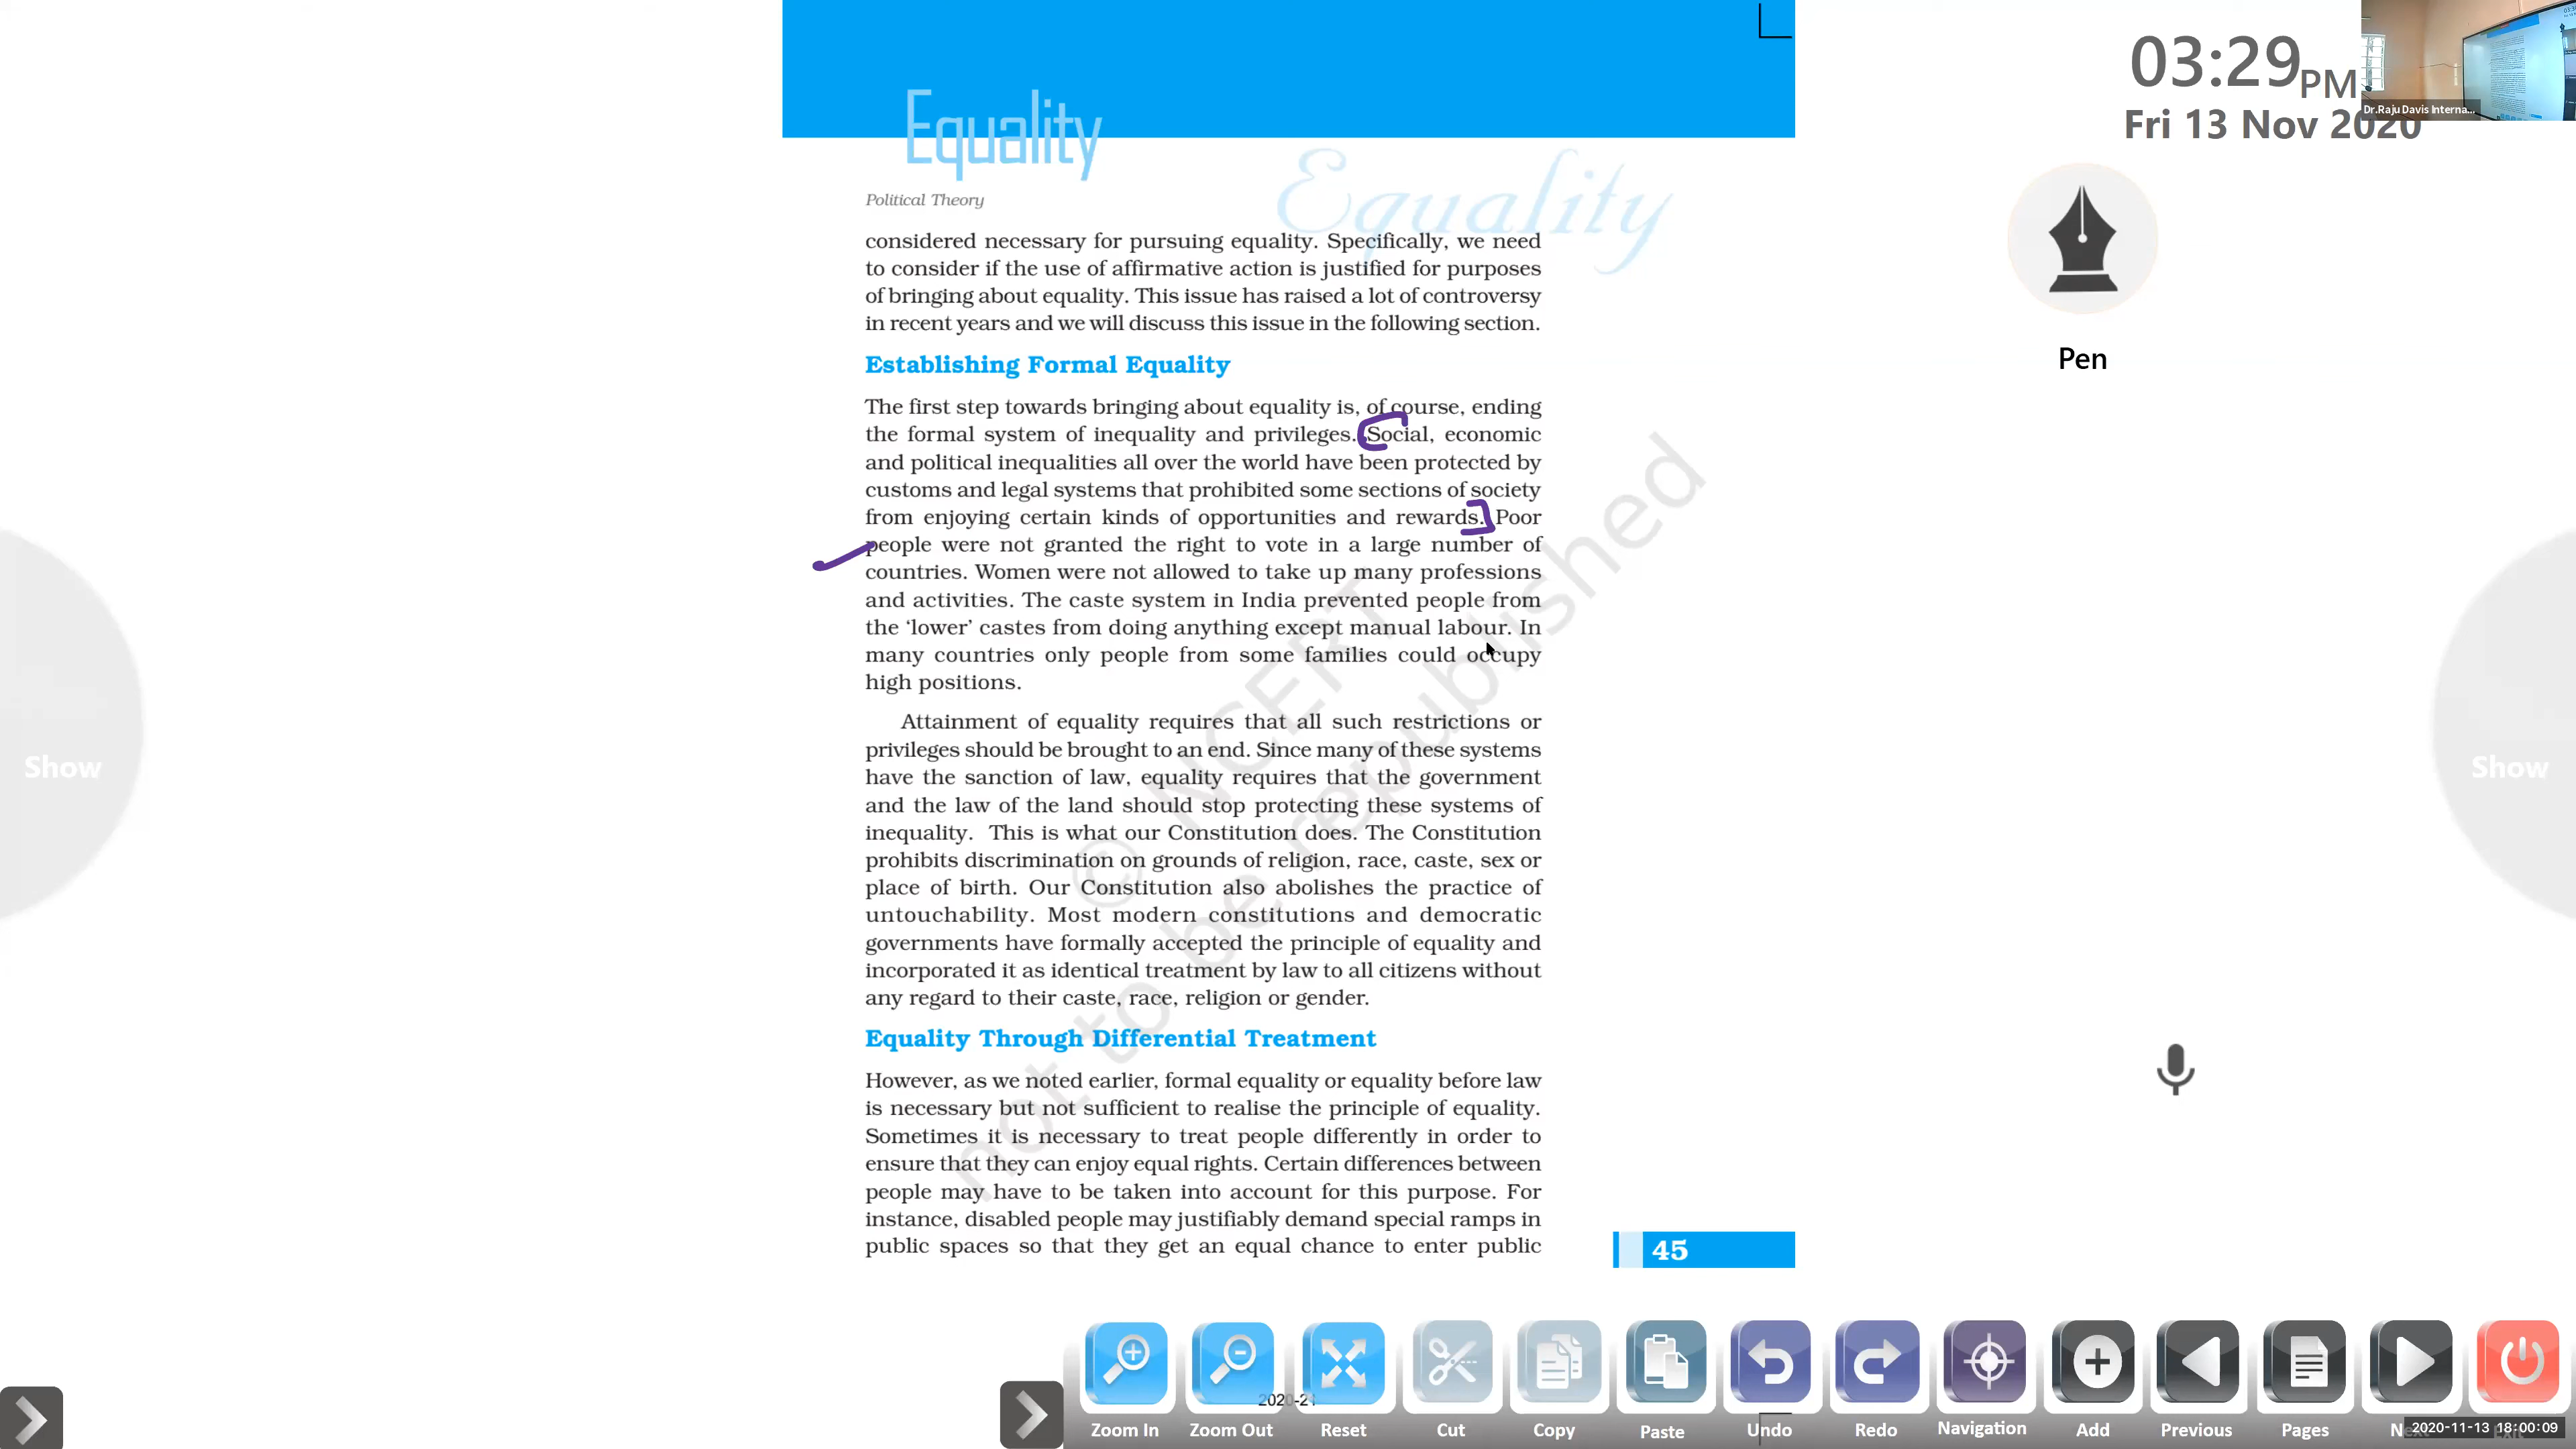 Equality
Equality
03:29 PM
Fri 13 Nov 2020
Dr.Raju Davis Interna...
Political Theory
considered necessary for pursuing equality. Specifically, we need
to consider if the use of affirmative action is justified for purposes
of bringing about equality. This issue has raised a lot of controversy
in recent years and we will discuss this issue in the following section.
Pen
Establishing Formal Equality
The first step towards bringing about equality is, of course, ending
the formal system of inequality and privileges. Social, economic
and political inequalities all over the world have been protected by
customs and legal systems that prohibited some sections of society
from enjoying certain kinds of opportunities and rewards. Poor
people were not granted the right to vote in a large number of
countries. Women were not allowed to take up many professions
and activities. The caste system in India prevented people from
the ‘lower’ castes from doing anything except manual labour. In
many countries only people from some families could occupy
high positions.
Attainment of equality requires that all such restrictions or
privileges should be brought to an end. Since many of these systems
have the sanction of law, equality requires that the government
and the law of the land should stop protecting these systems of
inequality. This is what our Constitution does. The Constitution
prohibits discrimination on grounds of religion, race, caste, sex or
place of birth. Our Constitution also abolishes the practice of
untouchability. Most modern constitutions and democratic
governments have formally accepted the principle of equality and
incorporated it as identical treatment by law to all citizens without
any regard to their caste, race, religion or gender.
Show
Show
© NCERT
not to be republished
Equality Through Differential Treatment
However, as we noted earlier, formal equality or equality before law
is necessary but not sufficient to realise the principle of equality.
Sometimes it is necessary to treat people differently in order to
ensure that they can enjoy equal rights. Certain differences between
people may have to be taken into account for this purpose. For
instance, disabled people may justifiably demand special ramps in
public spaces so that they get an equal chance to enter public
45
2020-21
Zoom In Zoom Out Reset Cut Copy Paste Undo Redo Navigation Add Previous Pages
2020-11-13 18:00:09